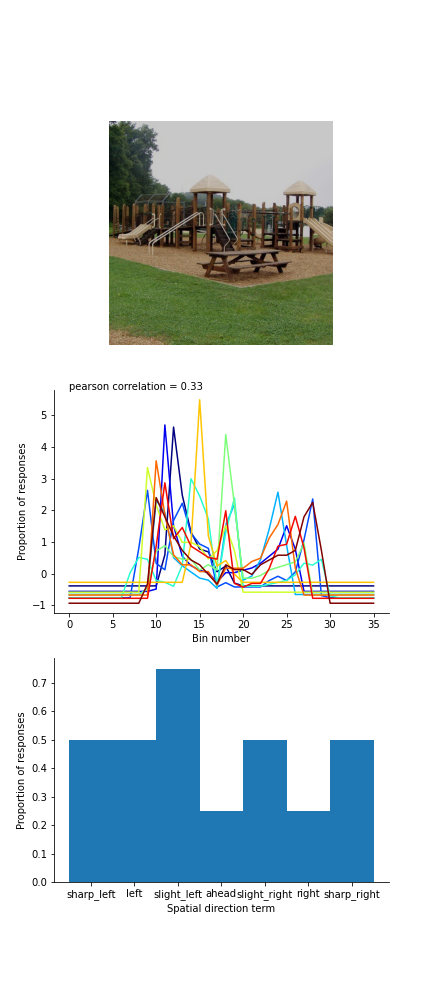 pearson correlation = 0.33
Proportion of responses
5
4
3
2
1
0
−1
0 5 10 15 20 25 30 35
Bin number
Proportion of responses
0.7
0.6
0.5
0.4
0.3
0.2
0.1
0.0
sharp_left left slight_left ahead slight_right right sharp_right
Spatial direction term